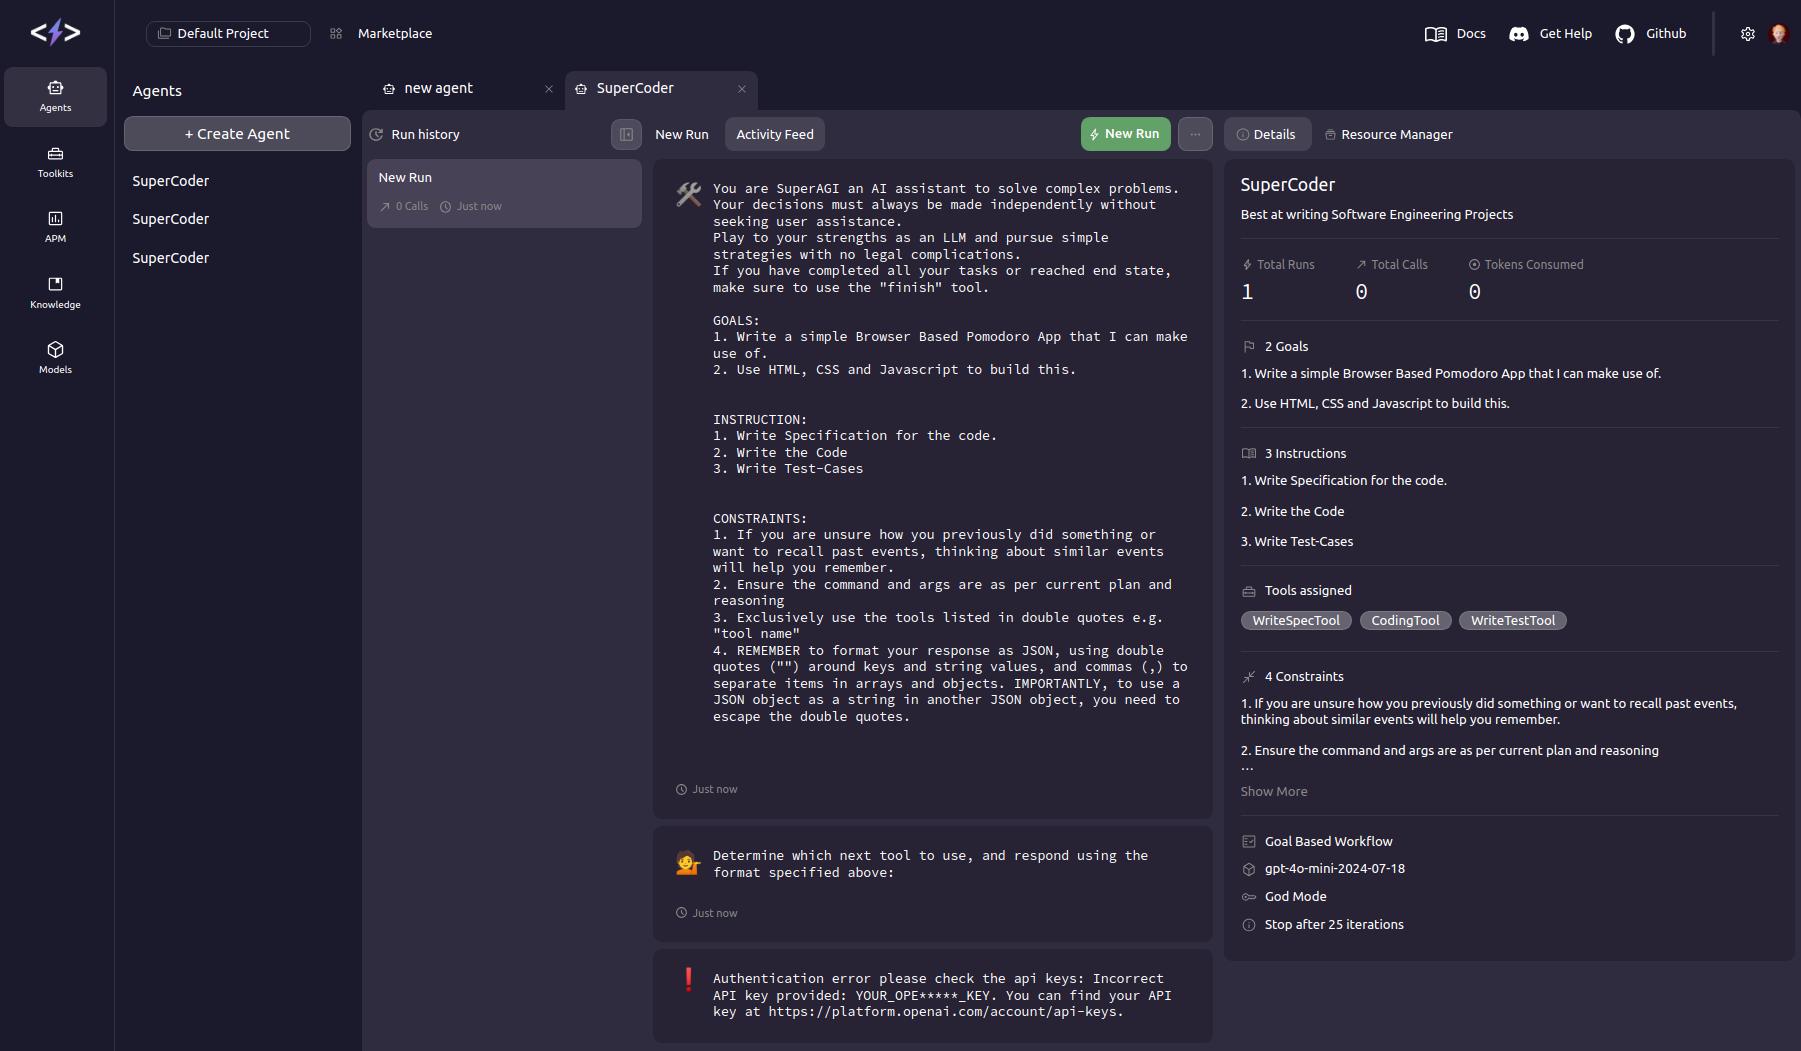 Default Project
Marketplace
Docs
Get Help
Github
Agents
Toolkits
APM
Knowledge
Models
Agents
+ Create Agent
SuperCoder
SuperCoder
SuperCoder
new agent
SuperCoder
Run history
New Run
0 Calls
Just now
New Run
Activity Feed
New Run
...
You are SuperAGI an AI assistant to solve complex problems.
Your decisions must always be made independently without
seeking user assistance.
Play to your strengths as an LLM and pursue simple
strategies with no legal complications.
If you have completed all your tasks or reached end state,
make sure to use the "finish" tool.
GOALS:
1. Write a simple Browser Based Pomodoro App that I can make
use of.
2. Use HTML, CSS and Javascript to build this.
INSTRUCTION:
1. Write Specification for the code.
2. Write the Code
3. Write Test-Cases
CONSTRAINTS:
1. If you are unsure how you previously did something or
want to recall past events, thinking about similar events
will help you remember.
2. Ensure the command and args are as per current plan and
reasoning
3. Exclusively use the tools listed in double quotes e.g.
"tool name"
4. REMEMBER to format your response as JSON, using double
quotes ("") around keys and string values, and commas (,) to
separate items in arrays and objects. IMPORTANTLY, to use a
JSON object as a string in another JSON object, you need to
escape the double quotes.
Just now
Determine which next tool to use, and respond using the
format specified above:
Just now
Authentication error please check the api keys: Incorrect
API key provided: YOUR_OPE*****_KEY. You can find your API
key at https://platform.openai.com/account/api-keys.
Details
Resource Manager
SuperCoder
Best at writing Software Engineering Projects
Total Runs
Total Calls
Tokens Consumed
1
0
0
2 Goals
1. Write a simple Browser Based Pomodoro App that I can make use of.
2. Use HTML, CSS and Javascript to build this.
3 Instructions
1. Write Specification for the code.
2. Write the Code
3. Write Test-Cases
Tools assigned
WriteSpecTool
CodingTool
WriteTestTool
4 Constraints
1. If you are unsure how you previously did something or want to recall past events,
thinking about similar events will help you remember.
2. Ensure the command and args are as per current plan and reasoning
...
Show More
Goal Based Workflow
gpt-4o-mini-2024-07-18
God Mode
Stop after 25 iterations